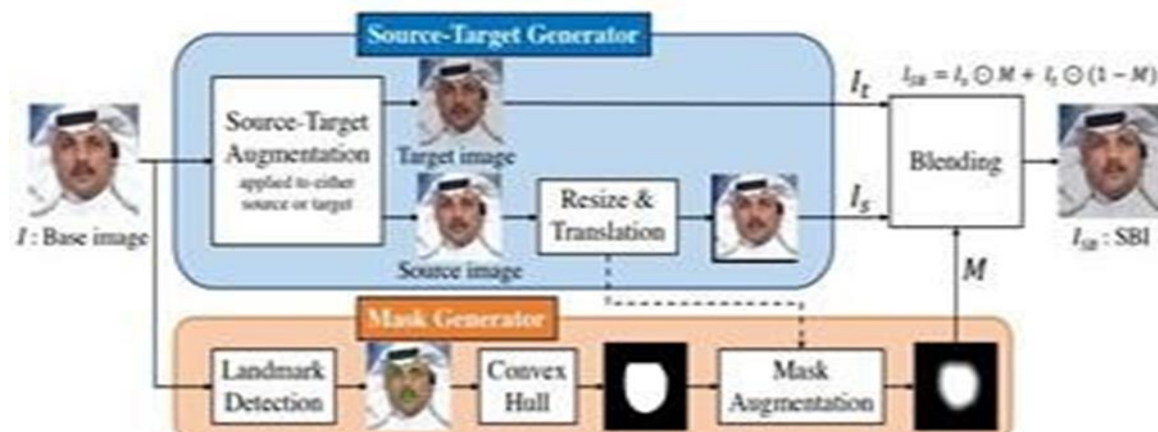 Source-Target Generator
Source-Target
Augmentation
applied to either
source or target
Target image
Source image
Resize &
Translation
I : Base image
I_t
I_s
I_SB = I_s ⊙ M + I_t ⊙ (1 − M)
Blending
I_SB : SBI
M
Mask Generator
Landmark
Detection
Convex
Hull
Mask
Augmentation